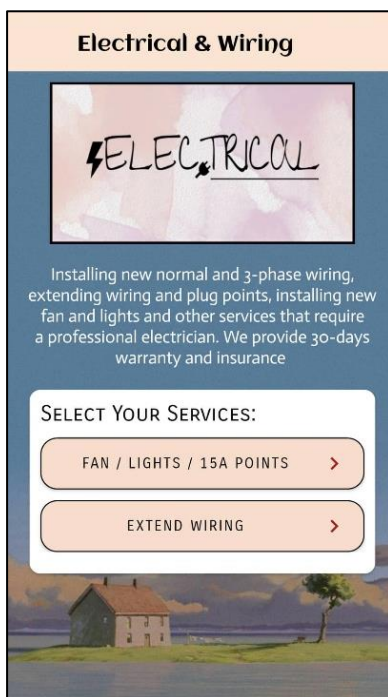 Electrical & Wiring
ELECTRICAL
Installing new normal and 3-phase wiring,
extending wiring and plug points, installing new
fan and lights and other services that require
a professional electrician. We provide 30-days
warranty and insurance
SELECT YOUR SERVICES:
FAN / LIGHTS / 15A POINTS
EXTEND WIRING